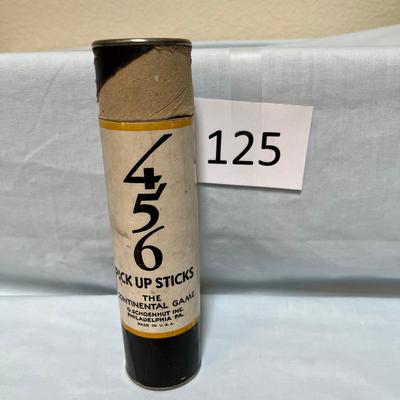 4
5
6
PICK UP STICKS
THE
CONTINENTAL GAME
O.SCHOENHUT INC.
PHILADELPHIA PA.
MADE IN U.S.A.
125